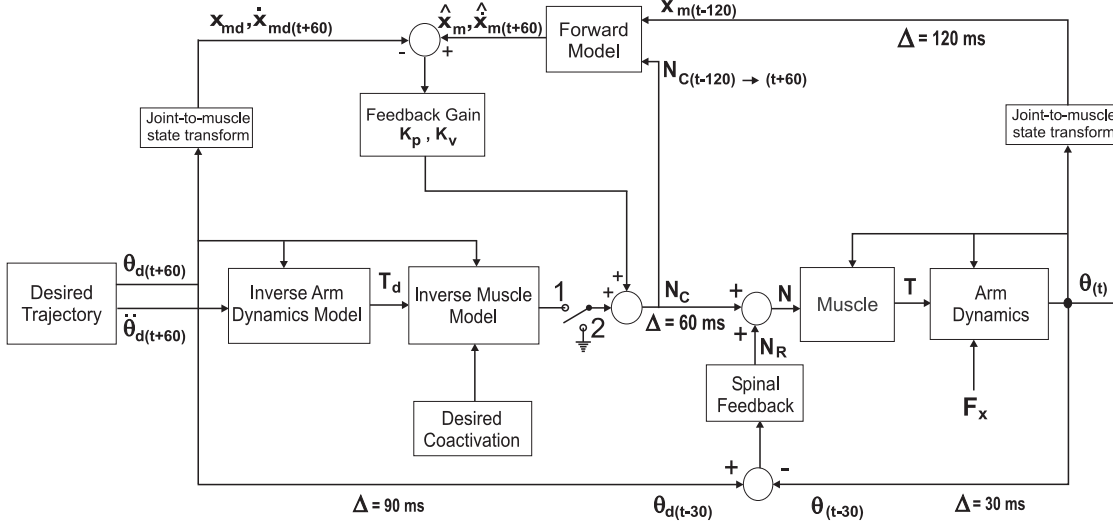 x_md, ẋ_md(t+60)
x̂_m, ẋ̂_m(t+60)
x_m(t-120)
Δ = 120 ms
Forward
Model
N_C(t-120) → (t+60)
-
+
Joint-to-muscle
state transform
Feedback Gain
K_p , K_v
Joint-to-muscle
state transform
θ_d(t+60)
Desired
Trajectory
θ̈_d(t+60)
Inverse Arm
Dynamics Model
T_d
Inverse Muscle
Model
1
2
+
+
N_C
Δ = 60 ms
+
+
N
Muscle
T
Arm
Dynamics
θ_(t)
N_R
Spinal
Feedback
F_x
Desired
Coactivation
+
-
Δ = 90 ms
θ_d(t-30)
θ_(t-30)
Δ = 30 ms